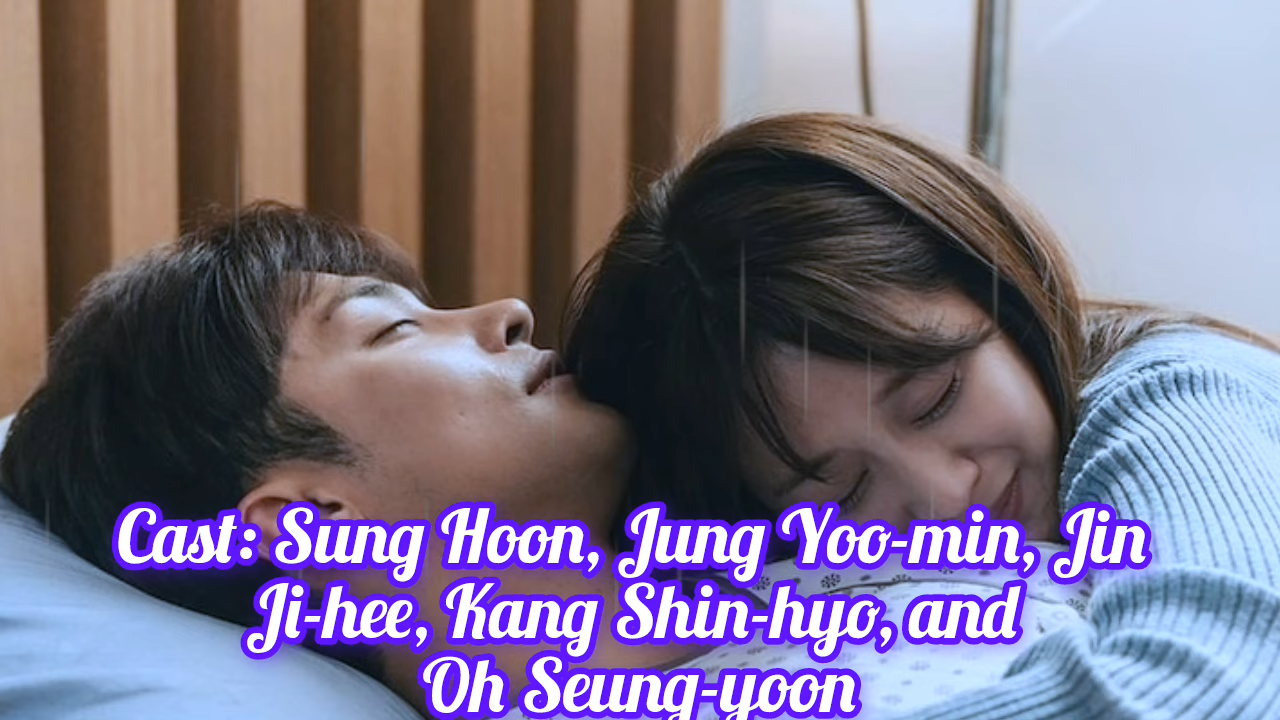 Cast: Sung Hoon, Jung Yoo-min, Jin
Ji-hee, Kang Shin-hyo, and
Oh Seung-yoon